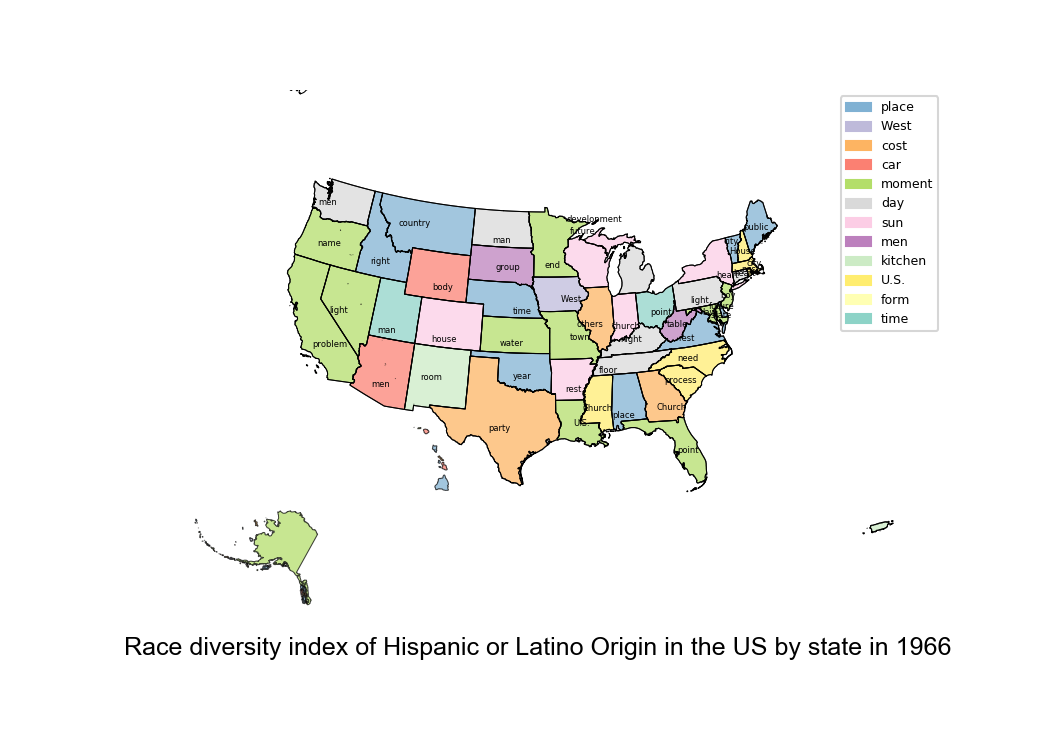 place
West
cost
car
moment
day
sun
men
kitchen
U.S.
form
time
men
name
problem
light
right
country
body
man
men
house
room
man
group
time
water
year
party
end
development
future
West
town
rest
U.S.
others
church
point
right
floor
Church
place
Church
point
process
need
rest
table
light
public
city
House
Race diversity index of Hispanic or Latino Origin in the US by state in 1966